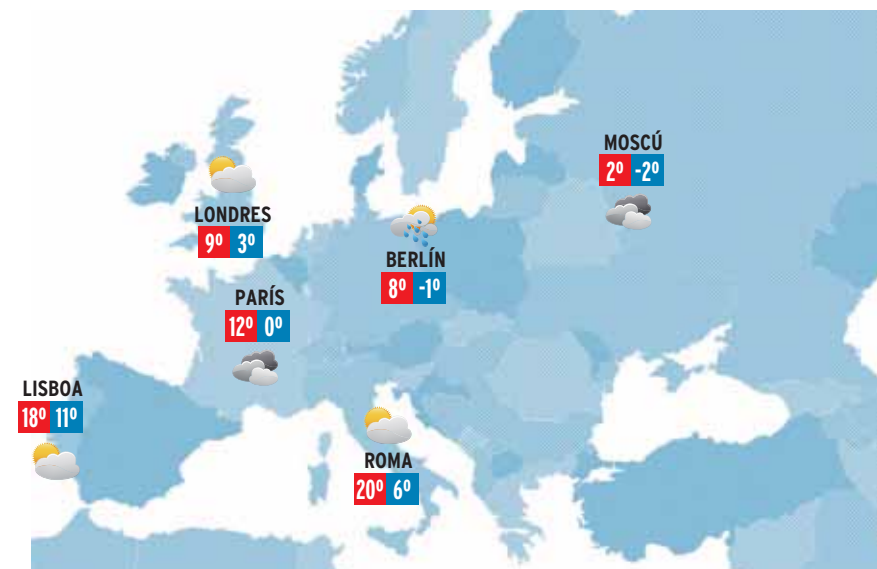 MOSCÚ
2º -2º
LONDRES
9º 3º
BERLÍN
8º -1º
PARÍS
12º 0º
LISBOA
18º 11º
ROMA
20º 6º